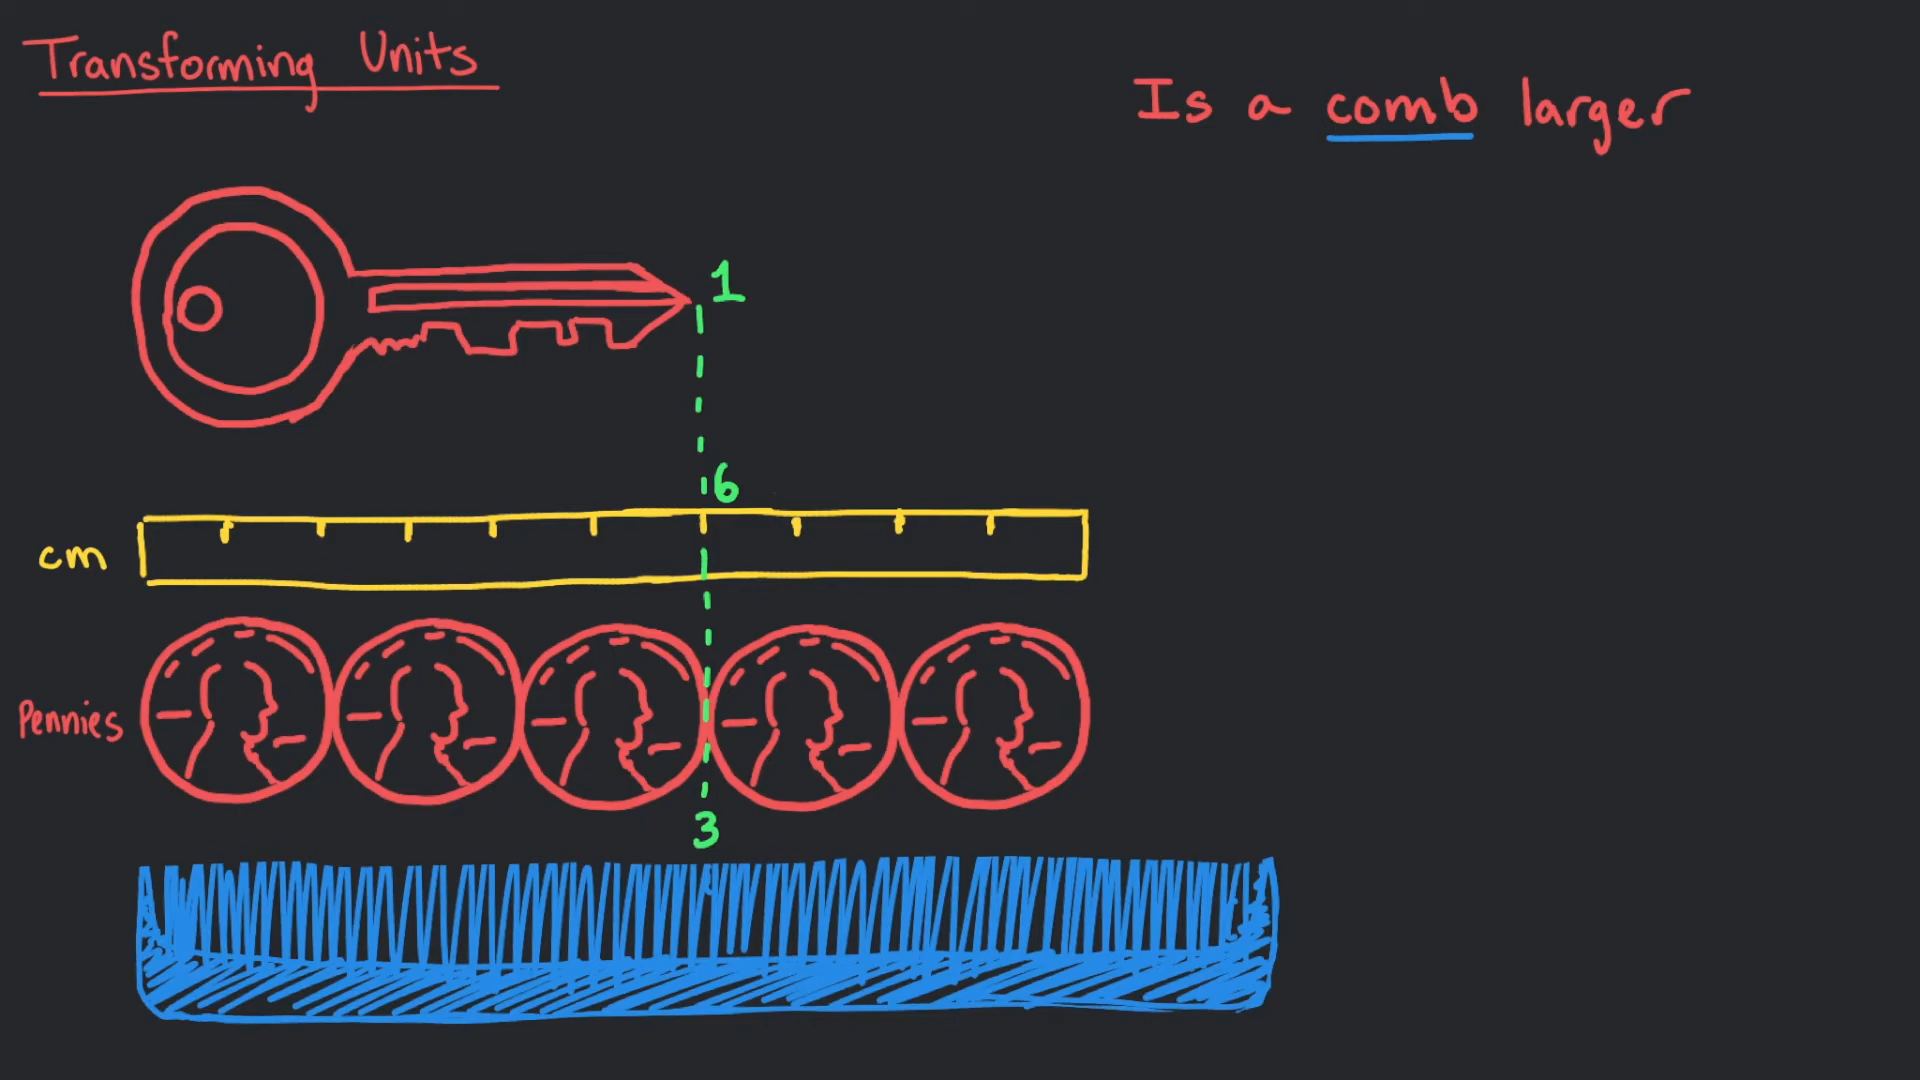 Transforming Units
Is a comb larger
1
6
cm
Pennies
3